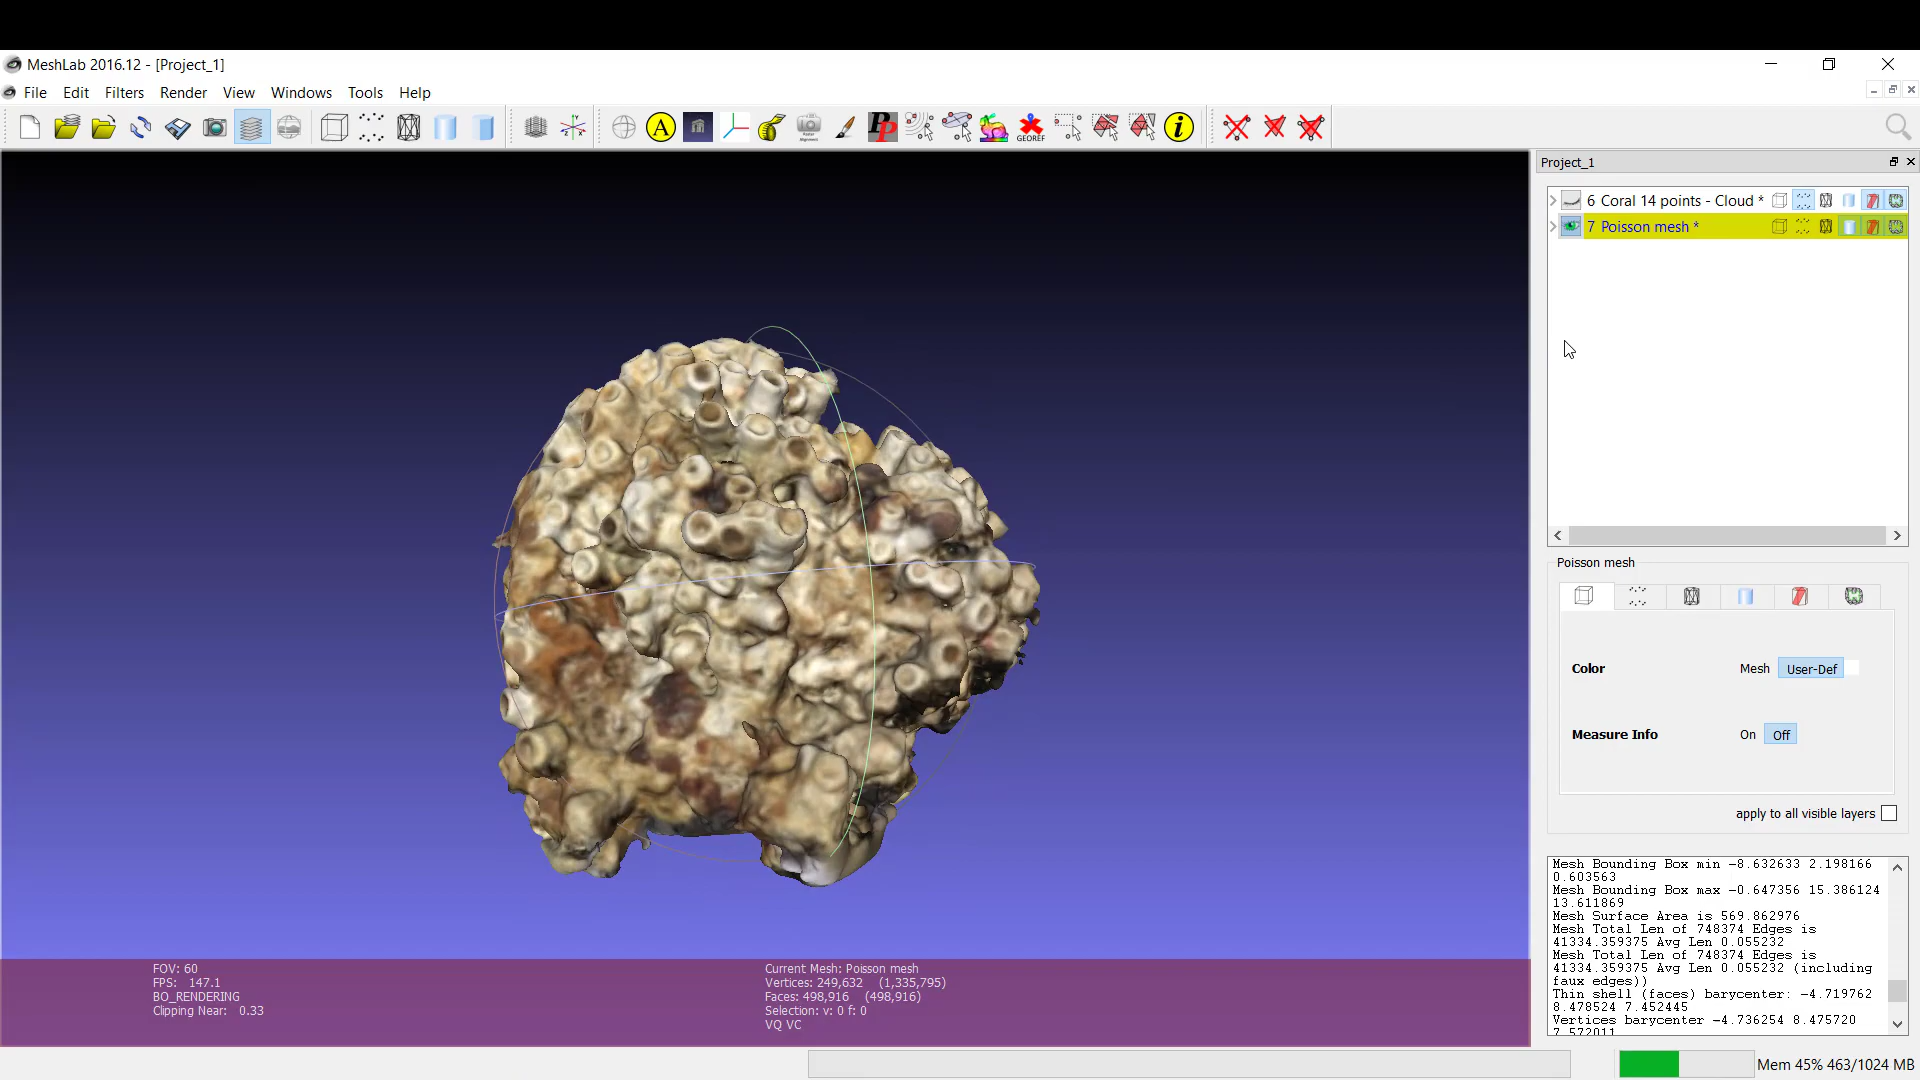 MeshLab 2016.12 - [Project_1]
File Edit Filters Render View Windows Tools Help
A
PP
GEOREF
i
Project_1
6 Coral 14 points - Cloud *
7 Poisson mesh *
Poisson mesh
Color Mesh User-Def
Measure Info On Off
apply to all visible layers
Mesh Bounding Box min -8.632633 2.198166
0.603563
Mesh Bounding Box max -0.647356 15.386124
13.611869
Mesh Surface Area is 569.862976
Mesh Total Len of 748374 Edges is
41334.359375 Avg Len 0.055232
Mesh Total Len of 748374 Edges is
41334.359375 Avg Len 0.055232 (including
faux edges))
Thin shell (faces) barycenter: -4.719762
8.478524 7.452445
Vertices barycenter -4.736254 8.475720
7.572011
FOV: 60
FPS: 147.1
BO_RENDERING
Clipping Near: 0.33
Current Mesh: Poisson mesh
Vertices: 249,632 (1,335,795)
Faces: 498,916 (498,916)
Selection: v: 0 f: 0
VQ VC
Mem 45% 463/1024 MB